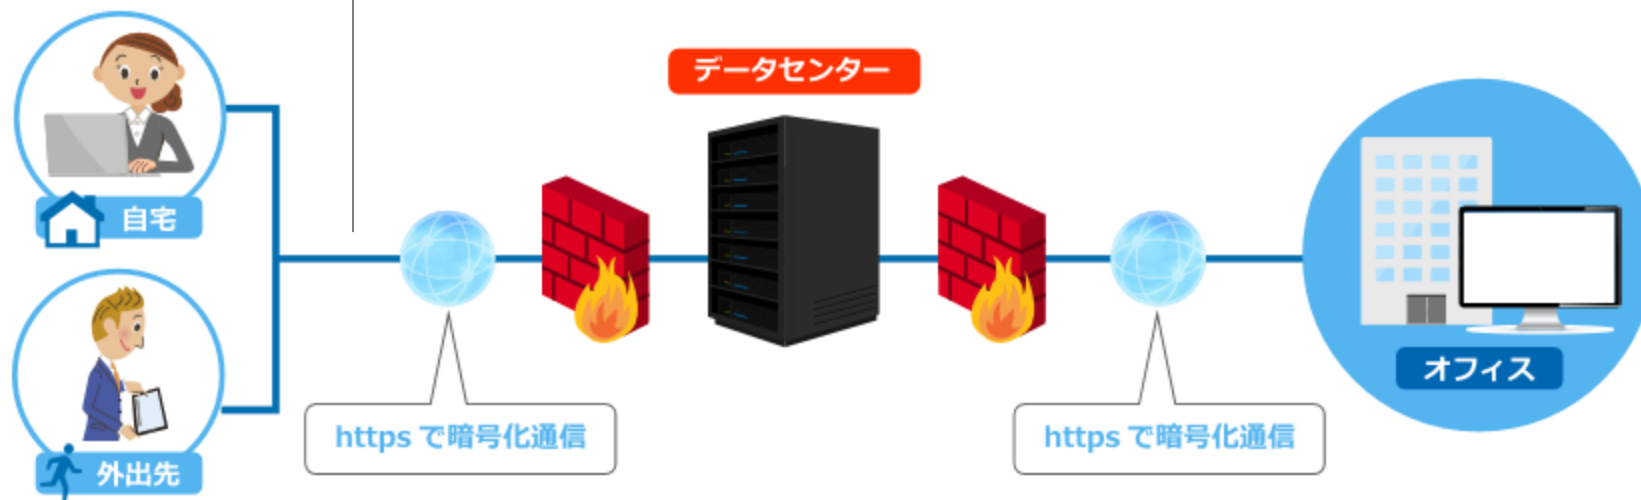 データセンター
自宅
オフィス
https で暗号化通信
https で暗号化通信
外出先